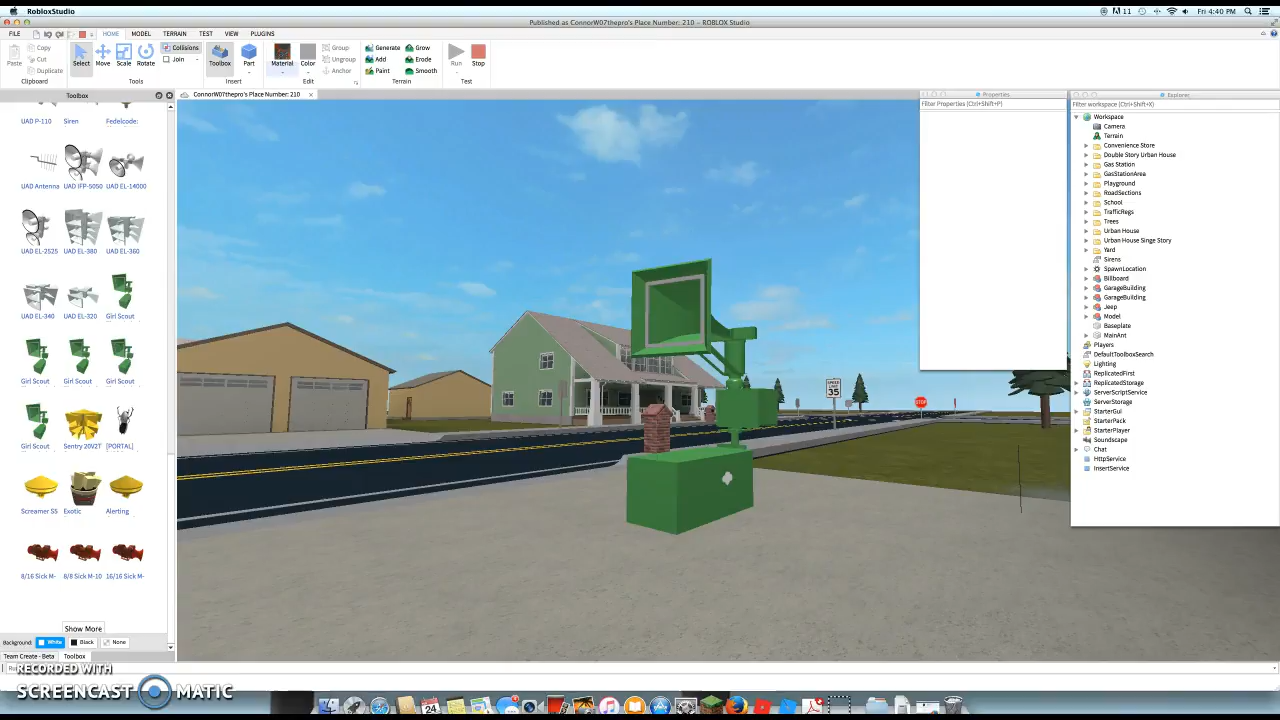 RobloxStudio
11
Fri 4:40 PM
Published as ConnorW07thepro's Place Number: 210 – ROBLOX Studio
FILE HOME MODEL TERRAIN TEST VIEW PLUGINS
Paste Copy Cut Duplicate Select Move Scale Rotate Collisions Join Toolbox Part Material Color Group Ungroup Anchor Generate Add Paint Grow Erode Smooth Run Stop
Clipboard Tools Insert Edit Terrain Test
Toolbox
ConnorW07thepro's Place Number: 210
Properties
Explorer
Filter Properties (Ctrl+Shift+P)
Filter workspace (Ctrl+Shift+X)
UAD P-110 Siren Fedelcode:
UAD Antenna UAD IFP-5050 UAD EL-14000
UAD EL-2525 UAD EL-380 UAD EL-360
UAD EL-340 UAD EL-320 Girl Scout
Girl Scout Girl Scout Girl Scout
Girl Scout Sentry 20V2T [PORTAL]
Screamer S5 Exotic Alerting
8/16 Sick M- 8/8 Sick M-10 16/16 Sick M-
Show More
Background: White Black None
Team Create - Beta Toolbox
Workspace
Camera
Terrain
Convenience Store
Double Story Urban House
Gas Station
GasStationArea
Playground
RoadSections
School
TrafficRegs
Trees
Urban House
Urban House Singe Story
Yard
Sirens
SpawnLocation
Billboard
GarageBuilding
GarageBuilding
Jeep
Model
Baseplate
MainAnt
Players
DefaultToolboxSearch
Lighting
ReplicatedFirst
ReplicatedStorage
ServerScriptService
ServerStorage
StarterGui
StarterPack
StarterPlayer
Soundscape
Chat
HttpService
InsertService
SPEED
LIMIT
35
STOP
RECORDED WITH
SCREENCAST MATIC
24